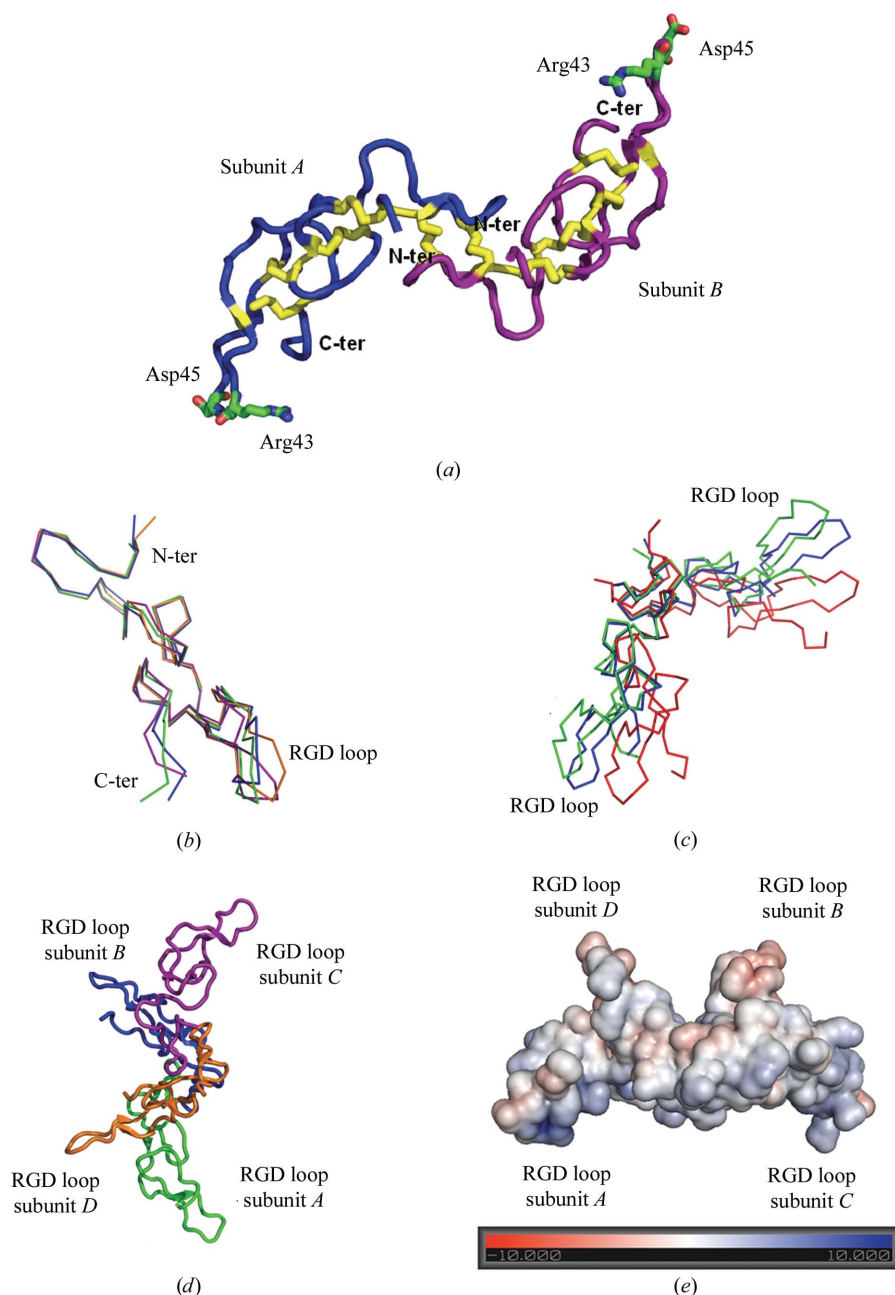 Asp45
Arg43
C-ter
Subunit A
N-ter
N-ter
Subunit B
C-ter
Asp45
Arg43
(a)
RGD loop
N-ter
RGD loop
C-ter
RGD loop
(b)
(c)
RGD loop
subunit D
RGD loop
subunit B
RGD loop
subunit B
RGD loop
subunit C
RGD loop
subunit D
RGD loop
subunit A
RGD loop
subunit A
RGD loop
subunit C
-10.000
10.000
(d)
(e)